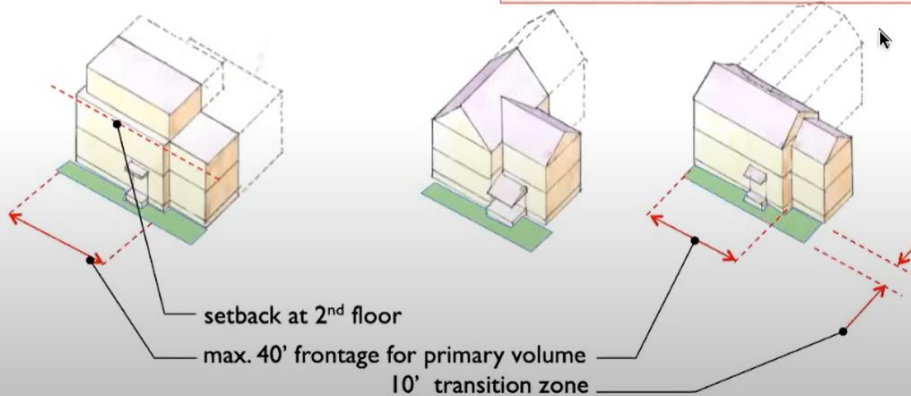 setback at 2nd floor
max. 40' frontage for primary volume
10' transition zone